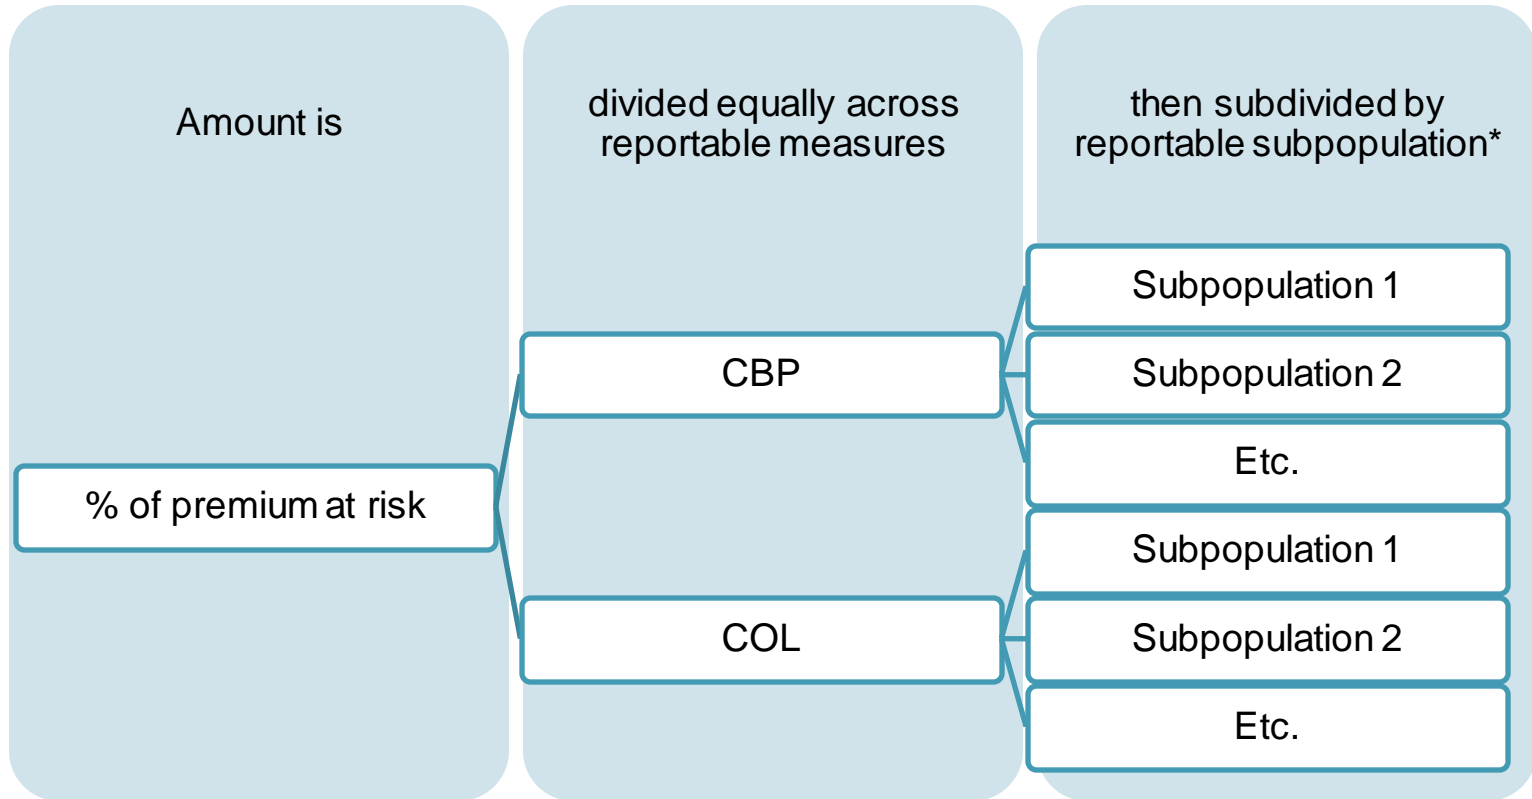 Amount is
divided equally across
reportable measures
then subdivided by
reportable subpopulation*
% of premium at risk
CBP
Subpopulation 1
Subpopulation 2
Etc.
COL
Subpopulation 1
Subpopulation 2
Etc.